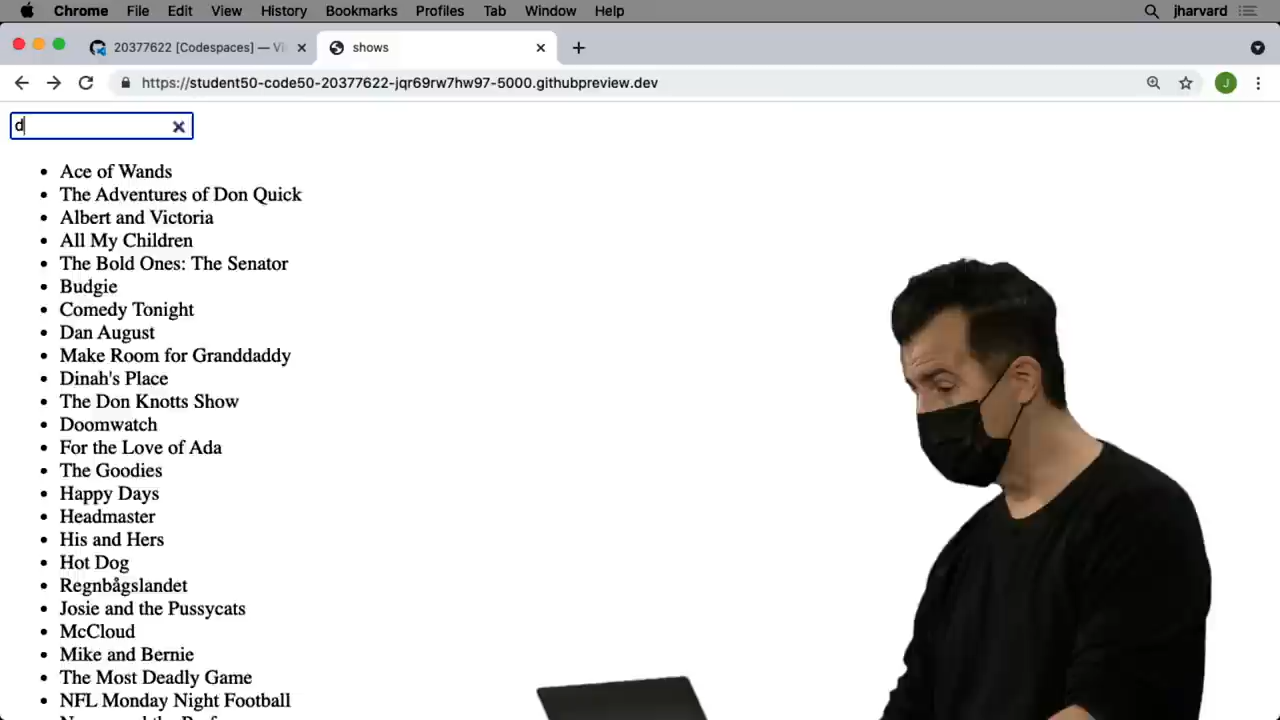 Chrome File Edit View History Bookmarks Profiles Tab Window Help jharvard
20377622 [Codespaces] — shows
https://student50-code50-20377622-jqr69rw7hw97-5000.githubpreview.dev J
d
Ace of Wands
The Adventures of Don Quick
Albert and Victoria
All My Children
The Bold Ones: The Senator
Budgie
Comedy Tonight
Dan August
Make Room for Granddaddy
Dinah's Place
The Don Knotts Show
Doomwatch
For the Love of Ada
The Goodies
Happy Days
Headmaster
His and Hers
Hot Dog
Regnbågslandet
Josie and the Pussycats
McCloud
Mike and Bernie
The Most Deadly Game
NFL Monday Night Football